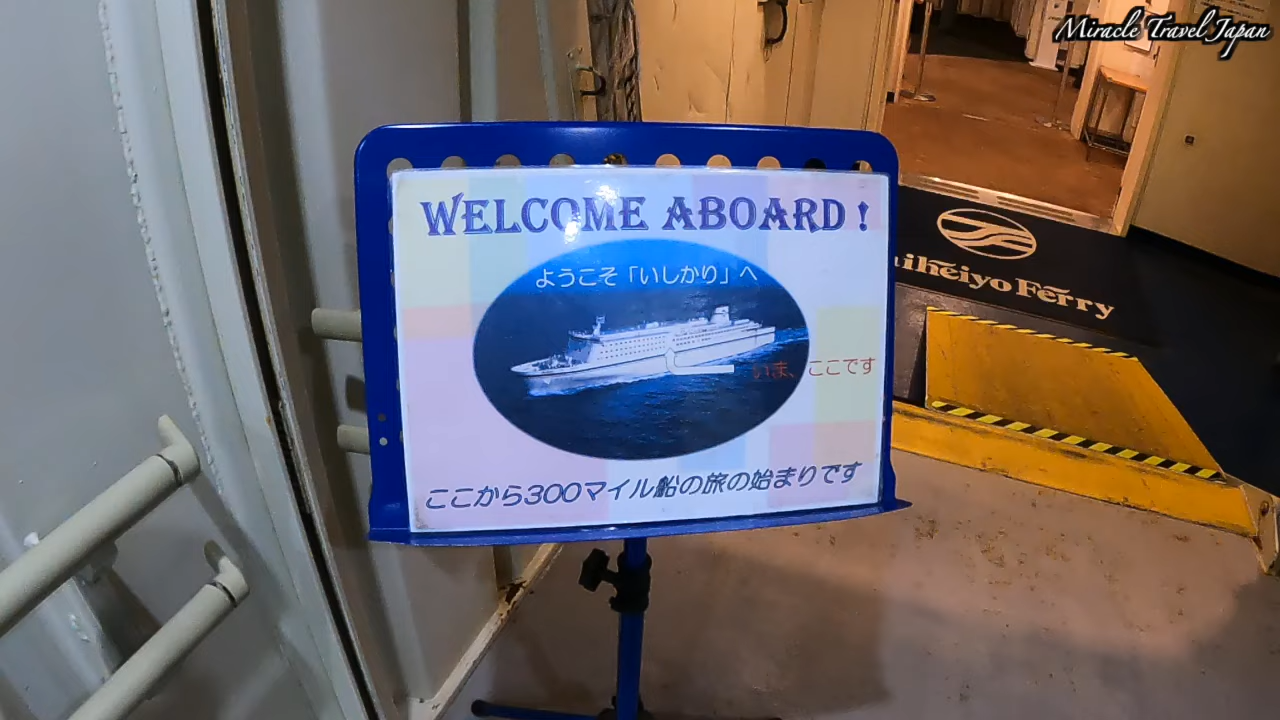 Miracle Travel Japan
WELCOME ABOARD !
ようこそ「いしかり」へ
いま、ここです
ここから300マイル船の旅の始まりです
iheiyo Ferry